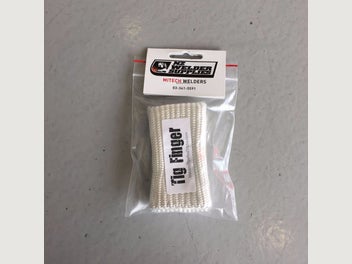 NZ
WELDER
SUPPLIES
MITECH WELDERS
Tig Finger